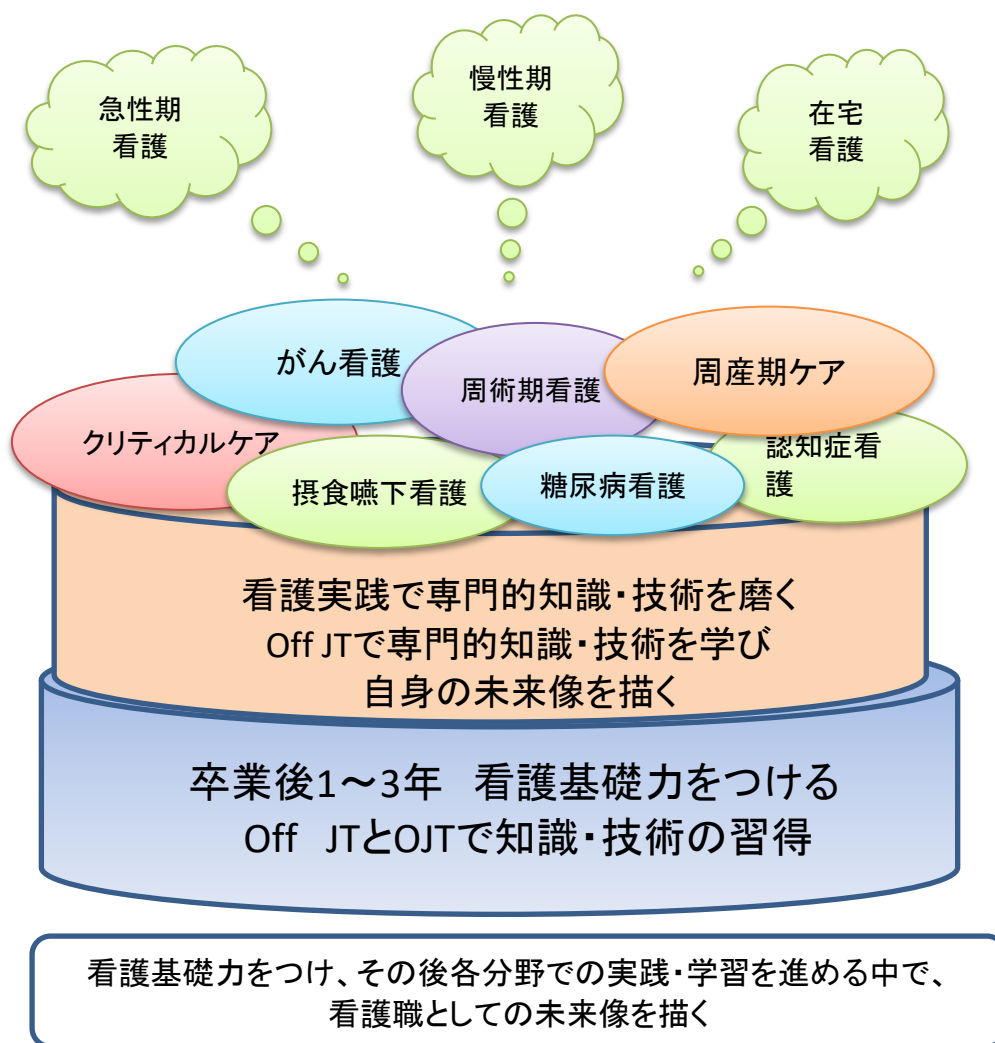 急性期
看護
慢性期
看護
在宅
看護
がん看護
周術期看護
周産期ケア
クリティカルケア
摂食嚥下看護
糖尿病看護
認知症看
護
看護実践で専門的知識・技術を磨く
Off JTで専門的知識・技術を学び
自身の未来像を描く
卒業後1～3年　看護基礎力をつける
Off　JTとOJTで知識・技術の習得
看護基礎力をつけ、その後各分野での実践・学習を進める中で、
看護職としての未来像を描く